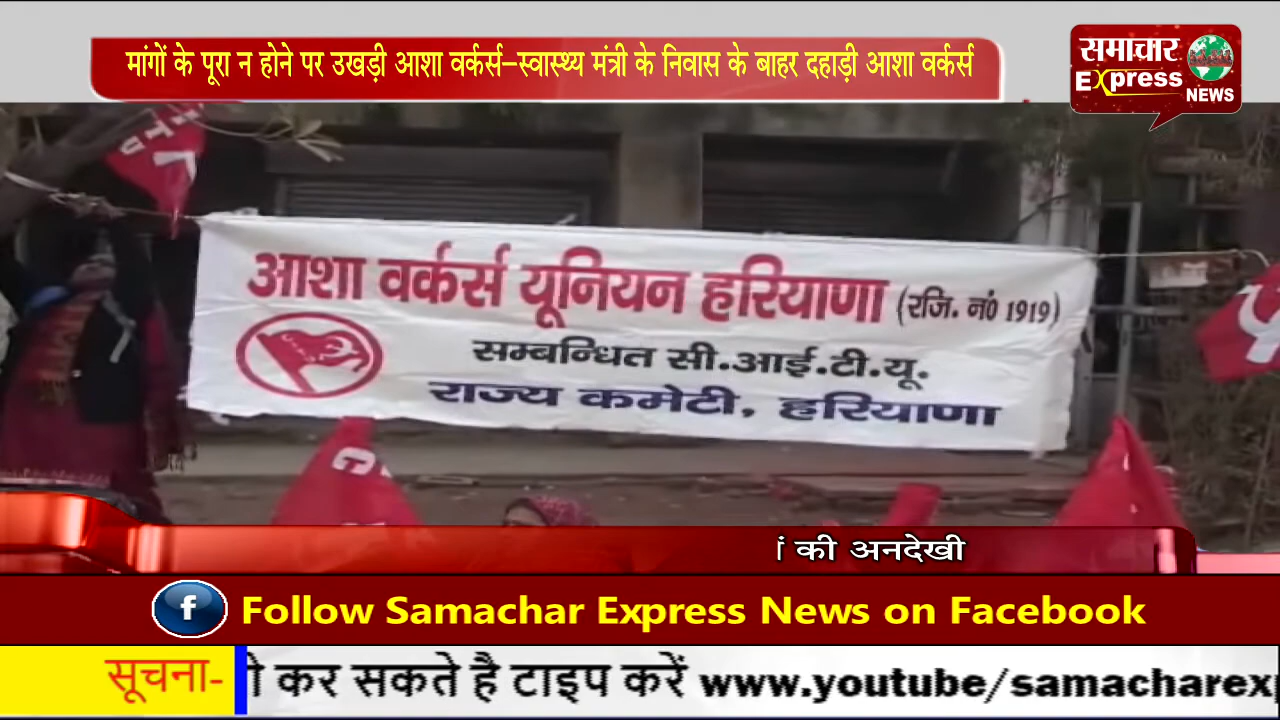 मांगों के पूरा न होने पर उखड़ी आशा वर्कर्स–स्वास्थ्य मंत्री के निवास के बाहर दहाड़ी आशा वर्कर्स
समाचार
Express
NEWS
आशा वर्कर्स यूनियन हरियाणा (रजि. नं0 1919)
सम्बन्धित सी.आई.टी.यू.
राज्य कमेटी, हरियाणा
की अनदेखी
f Follow Samachar Express News on Facebook
सूचना- कर सकते है टाइप करें www.youtube/samacharexp